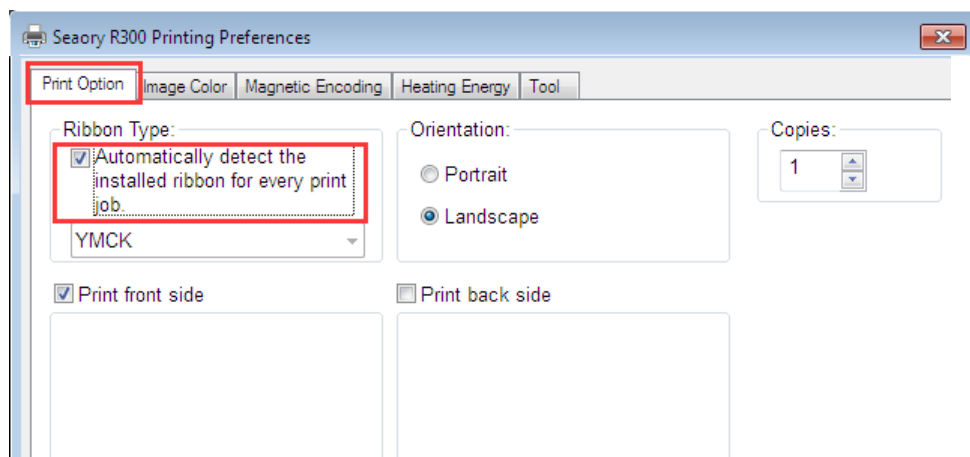 Seaory R300 Printing Preferences
Print Option Image Color Magnetic Encoding Heating Energy Tool
Ribbon Type: Orientation: Copies:
Automatically detect the
installed ribbon for every print
job.
Portrait
1
Landscape
YMCK
Print front side Print back side